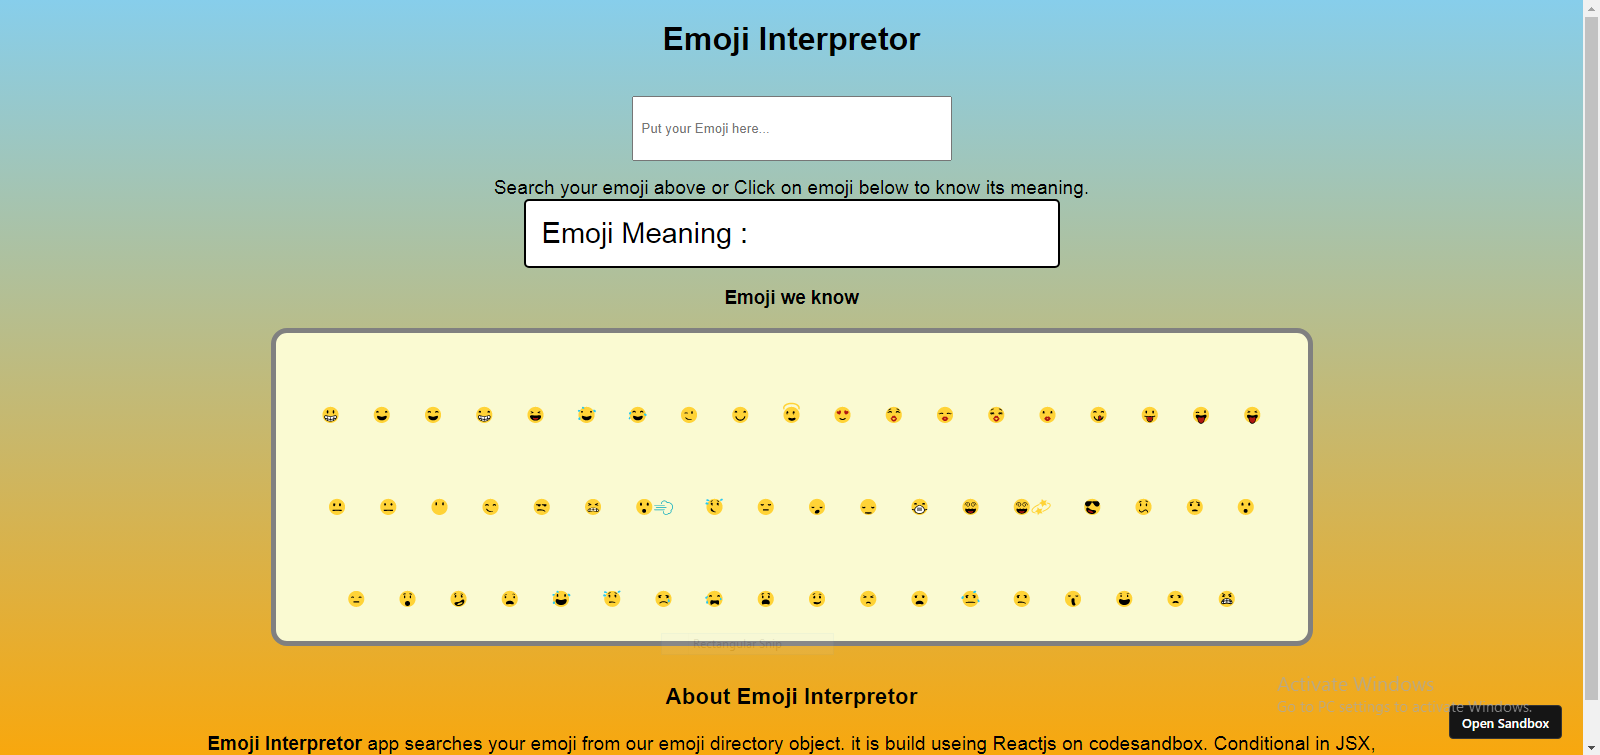 Emoji Interpretor
Put your Emoji here...
Search your emoji above or Click on emoji below to know its meaning.
Emoji Meaning :
Emoji we know
Rectangular Snip
About Emoji Interpretor
Activate Windows
Go to PC settings to activate Windows.
Open Sandbox
Emoji Interpretor app searches your emoji from our emoji directory object. it is build useing Reactjs on codesandbox. Conditional in JSX,